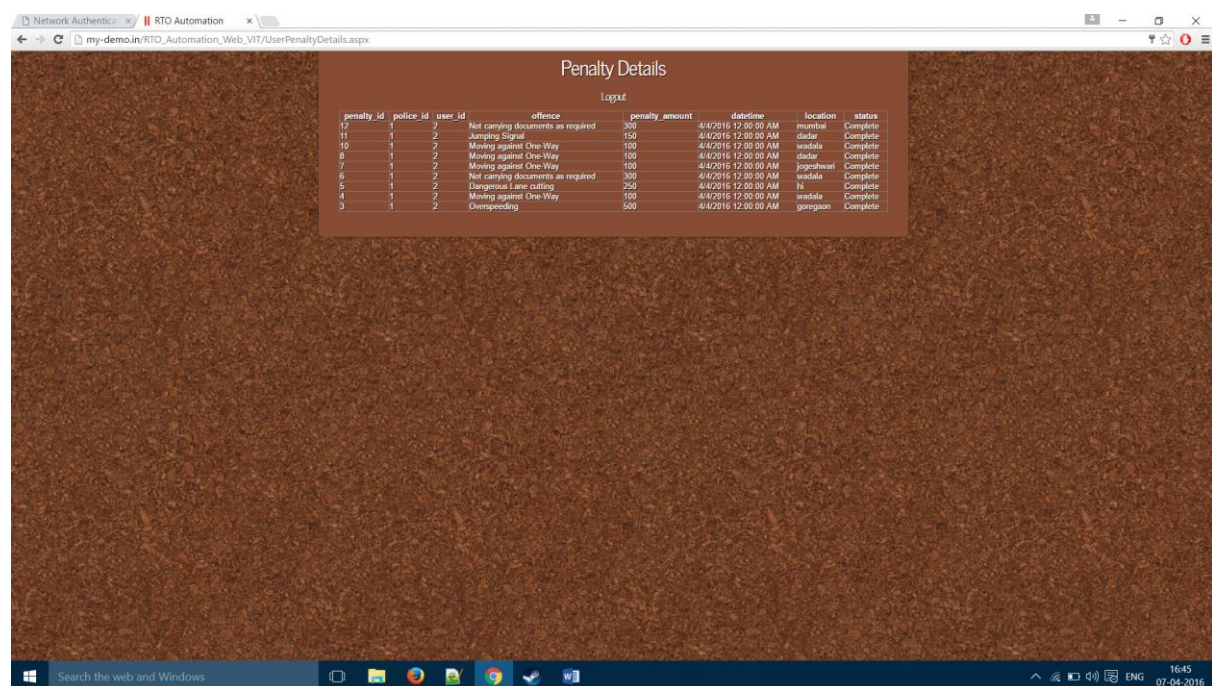 Network Authentica RTO Automation
my-demo.in/RTO_Automation_Web_VIT/UserPenaltyDetails.aspx
Penalty Details
Logout
penalty_id police_id user_id offence penalty_amount datetime location status
12 1 2 Not carrying documents as required 300 4/4/2016 12:00:00 AM mumbai Complete
11 1 2 Jumping Signal 150 4/4/2016 12:00:00 AM dadar Complete
10 1 2 Moving against One-Way 100 4/4/2016 12:00:00 AM wadala Complete
8 1 2 Moving against One-Way 100 4/4/2016 12:00:00 AM dadar Complete
7 1 2 Moving against One-Way 100 4/4/2016 12:00:00 AM jogeshwari Complete
6 1 2 Not carrying documents as required 300 4/4/2016 12:00:00 AM wadala Complete
5 1 2 Dangerous Lane cutting 250 4/4/2016 12:00:00 AM hi Complete
4 1 2 Moving against One-Way 100 4/4/2016 12:00:00 AM wadala Complete
3 1 2 Overspeeding 500 4/4/2016 12:00:00 AM goregaon Complete
Search the web and Windows ENG 16:45
07-04-2016